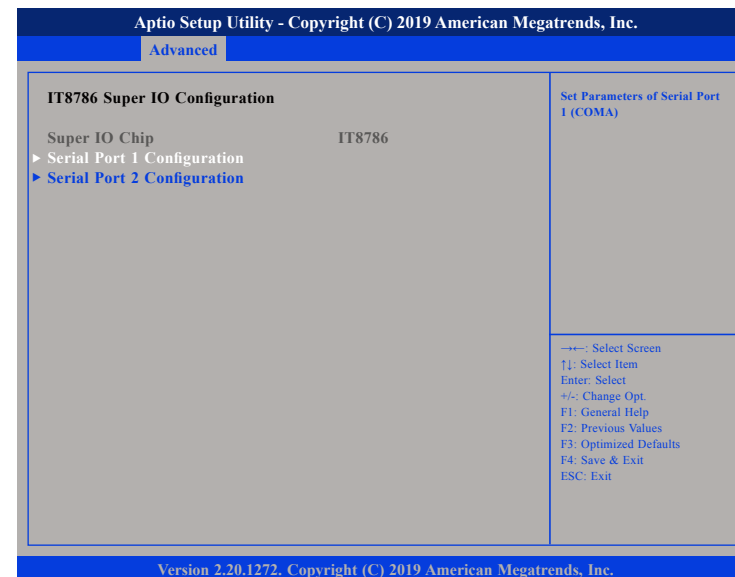 Aptio Setup Utility - Copyright (C) 2019 American Megatrends, Inc.
Advanced
IT8786 Super IO Configuration
Super IO Chip IT8786
► Serial Port 1 Configuration
► Serial Port 2 Configuration
Set Parameters of Serial Port
1 (COMA)
→←: Select Screen
↑↓: Select Item
Enter: Select
+/-: Change Opt.
F1: General Help
F2: Previous Values
F3: Optimized Defaults
F4: Save & Exit
ESC: Exit
Version 2.20.1272. Copyright (C) 2019 American Megatrends, Inc.